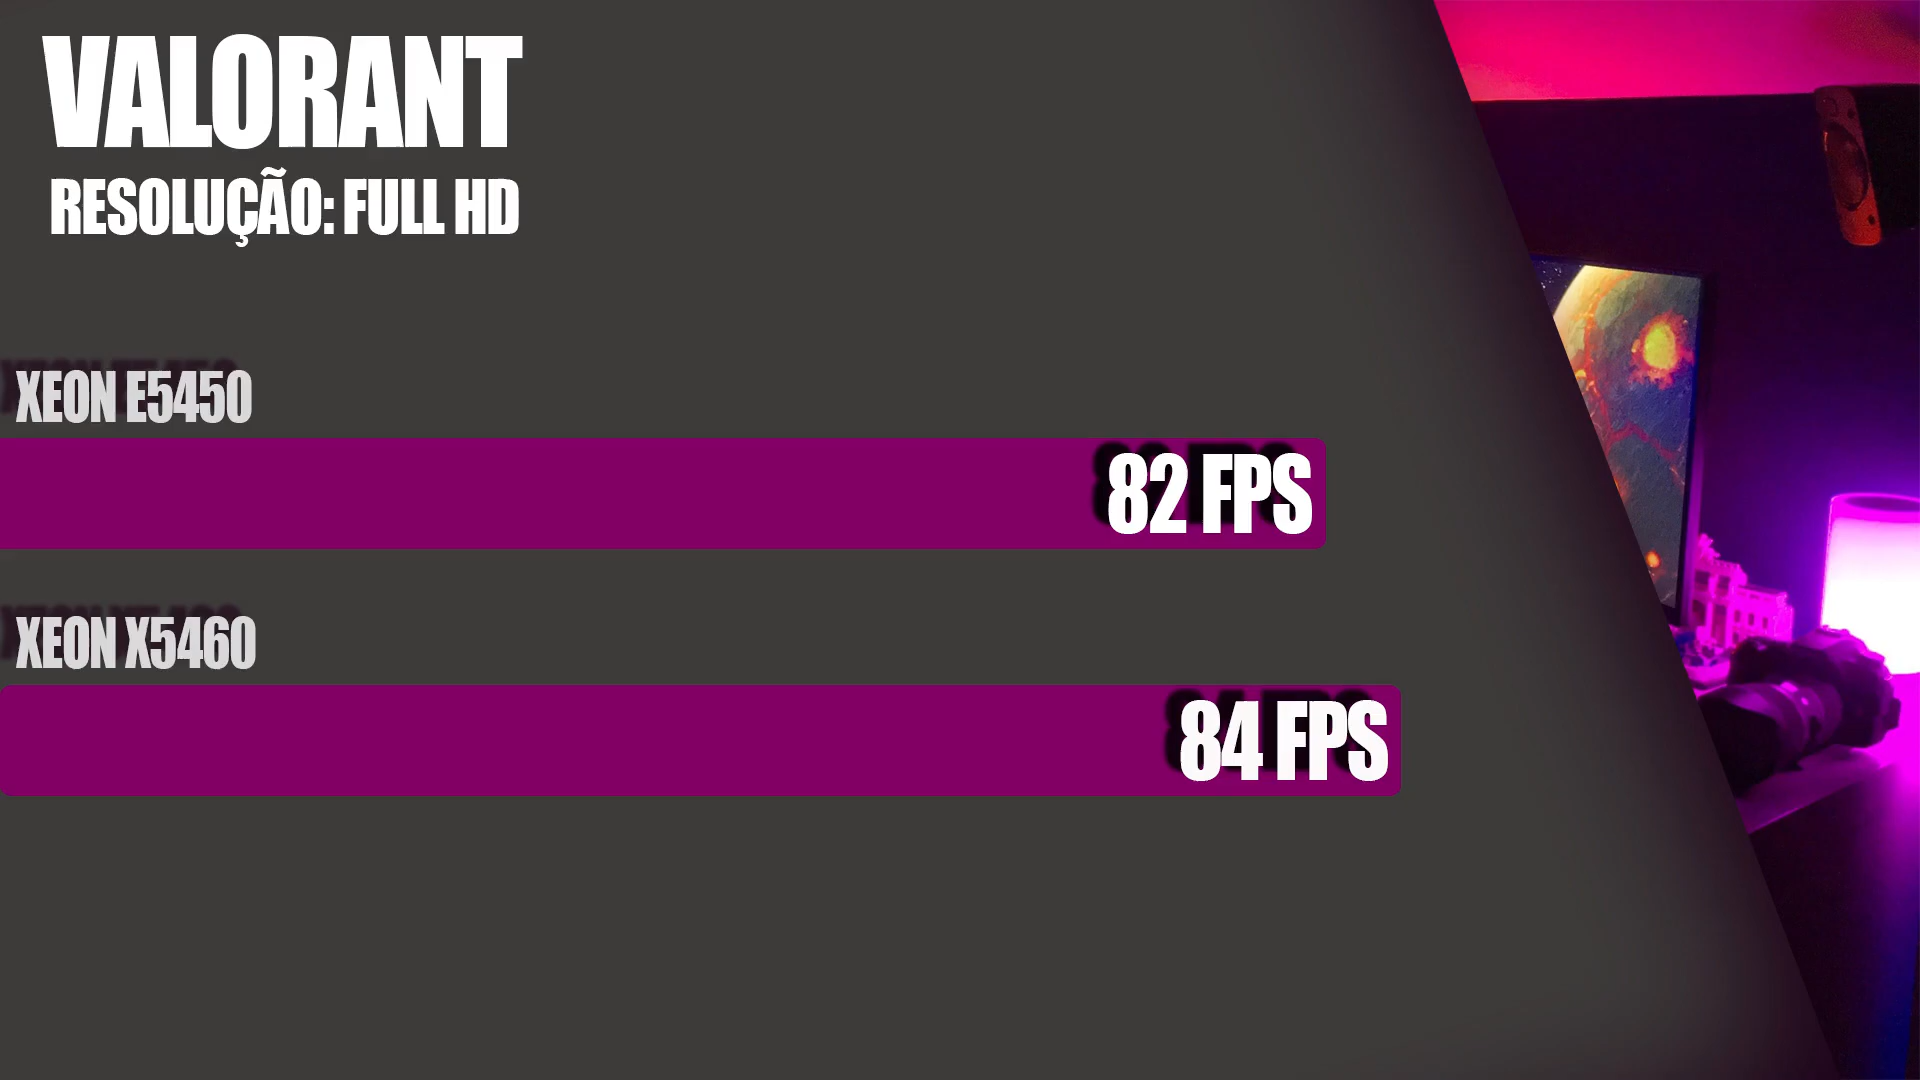 VALORANT
RESOLUÇÃO: FULL HD
XEON E5450
82 FPS
XEON X5460
84 FPS